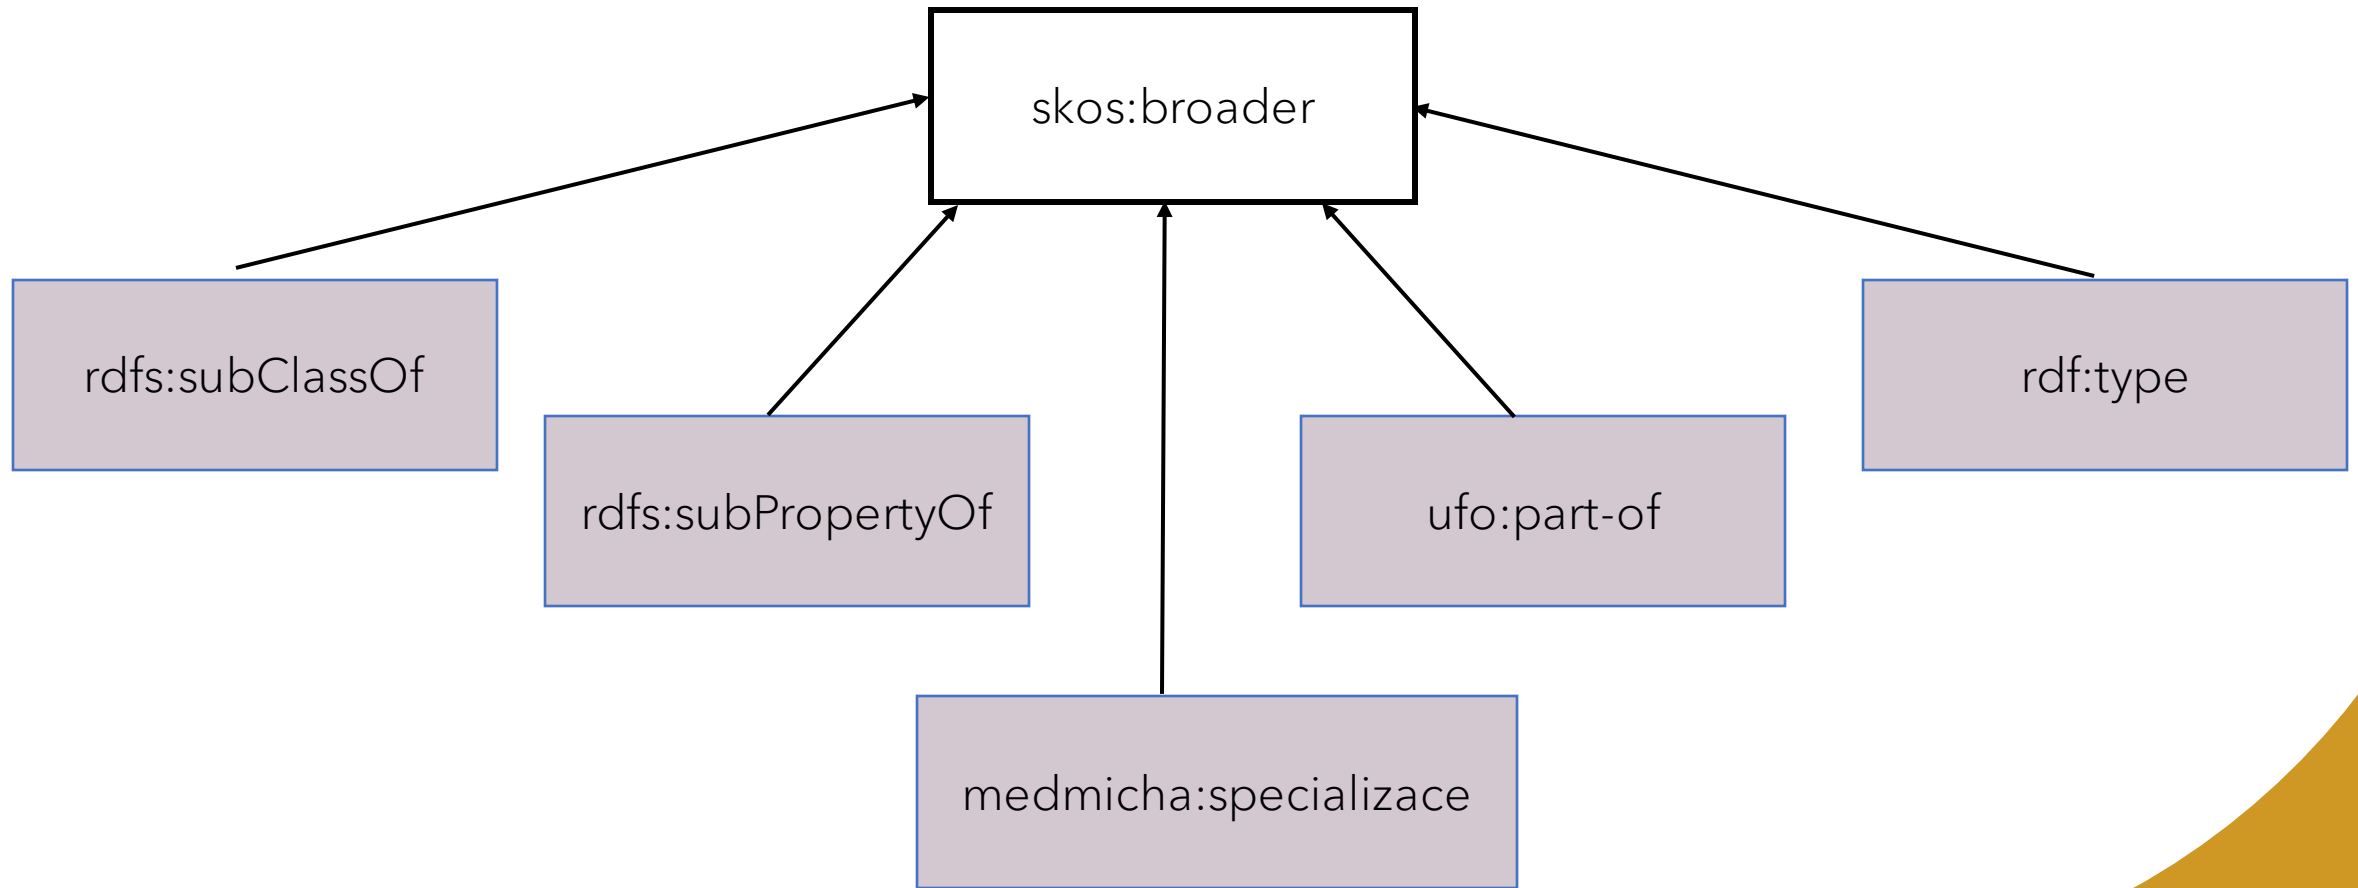 skos:broader
rdfs:subClassOf
rdf:type
rdfs:subPropertyOf
ufo:part-of
medmicha:specializace